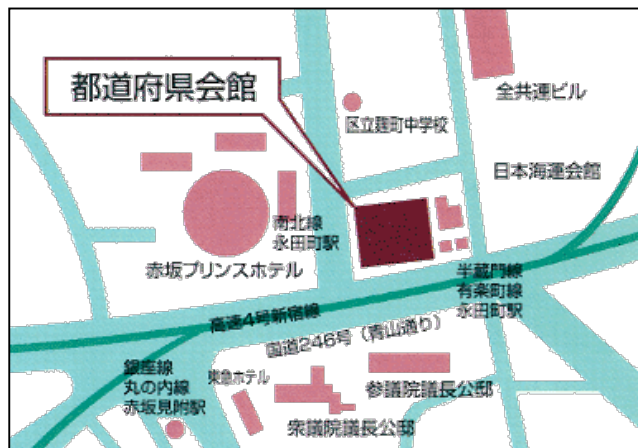 都道府県会館
全共連ビル
区立麹町中学校
日本海運会館
南北線
永田町駅
赤坂プリンスホテル
半蔵門線
有楽町線
永田町駅
高速4号新宿線
国道246号（青山通り）
銀座線
丸の内線
赤坂見附駅
東急ホテル
参議院議長公邸
衆議院議長公邸